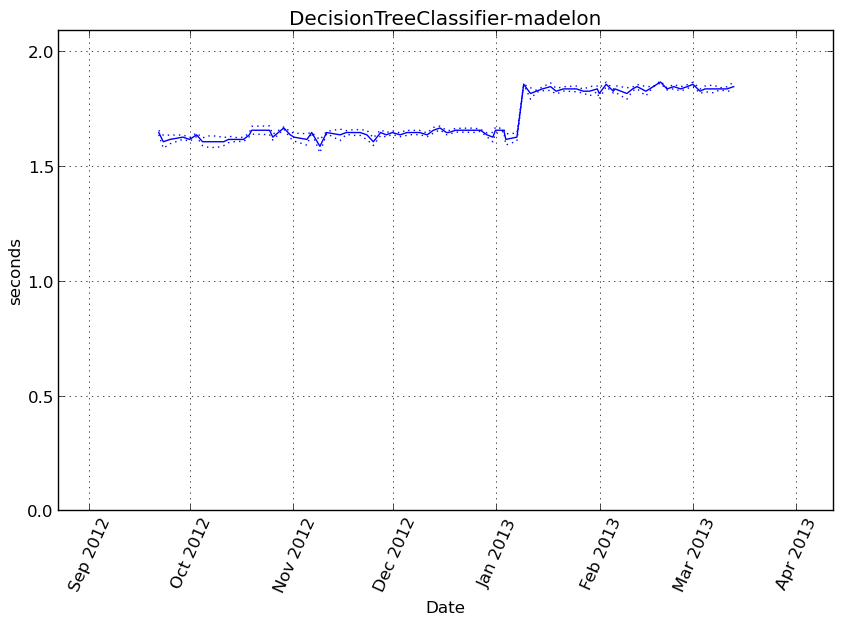 DecisionTreeClassifier-madelon
2.0
1.5
1.0
0.5
0.0
seconds
Sep 2012
Oct 2012
Nov 2012
Dec 2012
Jan 2013
Feb 2013
Mar 2013
Apr 2013
Date